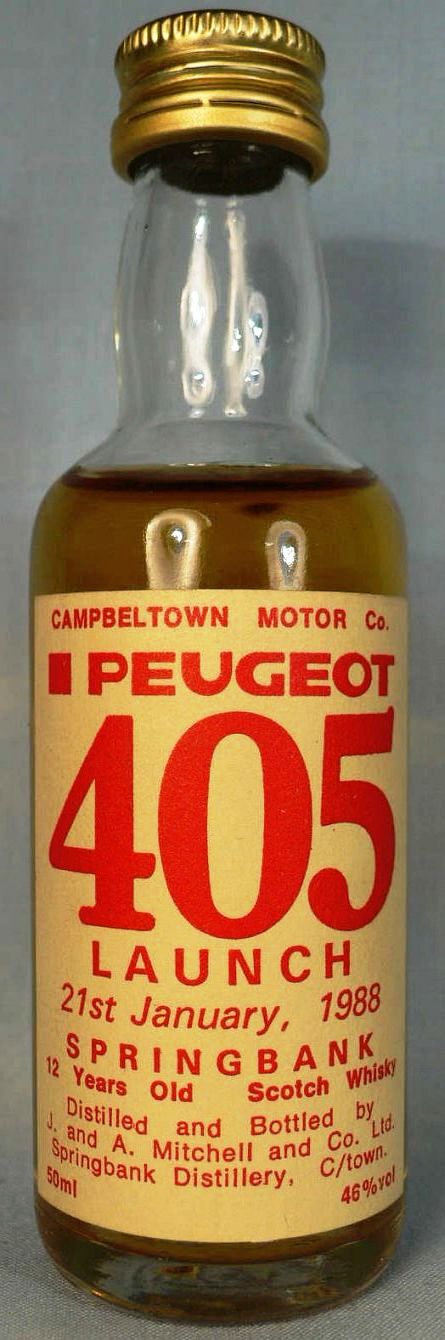 CAMPBELTOWN MOTOR Co.
PEUGEOT
405
LAUNCH
21st January, 1988
SPRINGBANK
12 Years Old Scotch Whisky
Distilled and Bottled by
J. and A. Mitchell and Co. Ltd.
Springbank Distillery, C/town.
50ml 46%vol